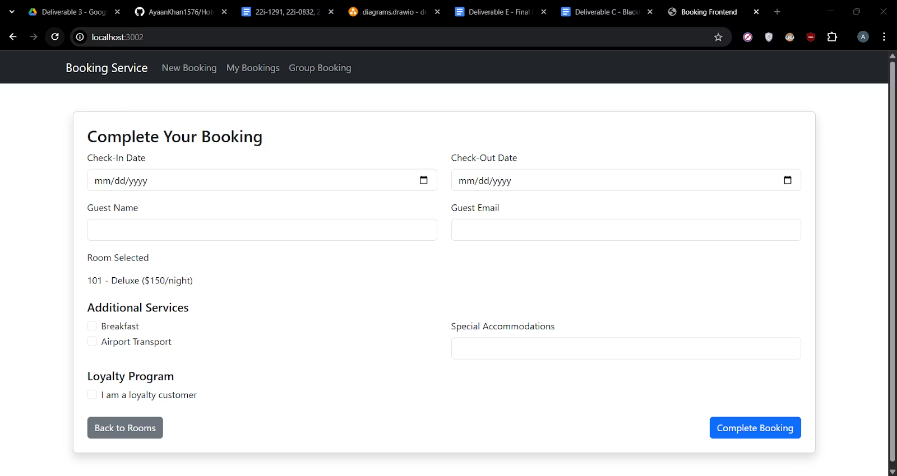 Deliverable 3 - Goog
AyaanKhan1576/Hot
22i-1291, 22i-0832, 2
diagrams.drawio - d
Deliverable E - Final
Deliverable C - Black
Booking Frontend
localhost:3002
A
Booking Service New Booking My Bookings Group Booking
Complete Your Booking
Check-In Date Check-Out Date
mm/dd/yyyy mm/dd/yyyy
Guest Name Guest Email
Room Selected
101 - Deluxe ($150/night)
Additional Services
Breakfast Special Accommodations
Airport Transport
Loyalty Program
I am a loyalty customer
Back to Rooms Complete Booking